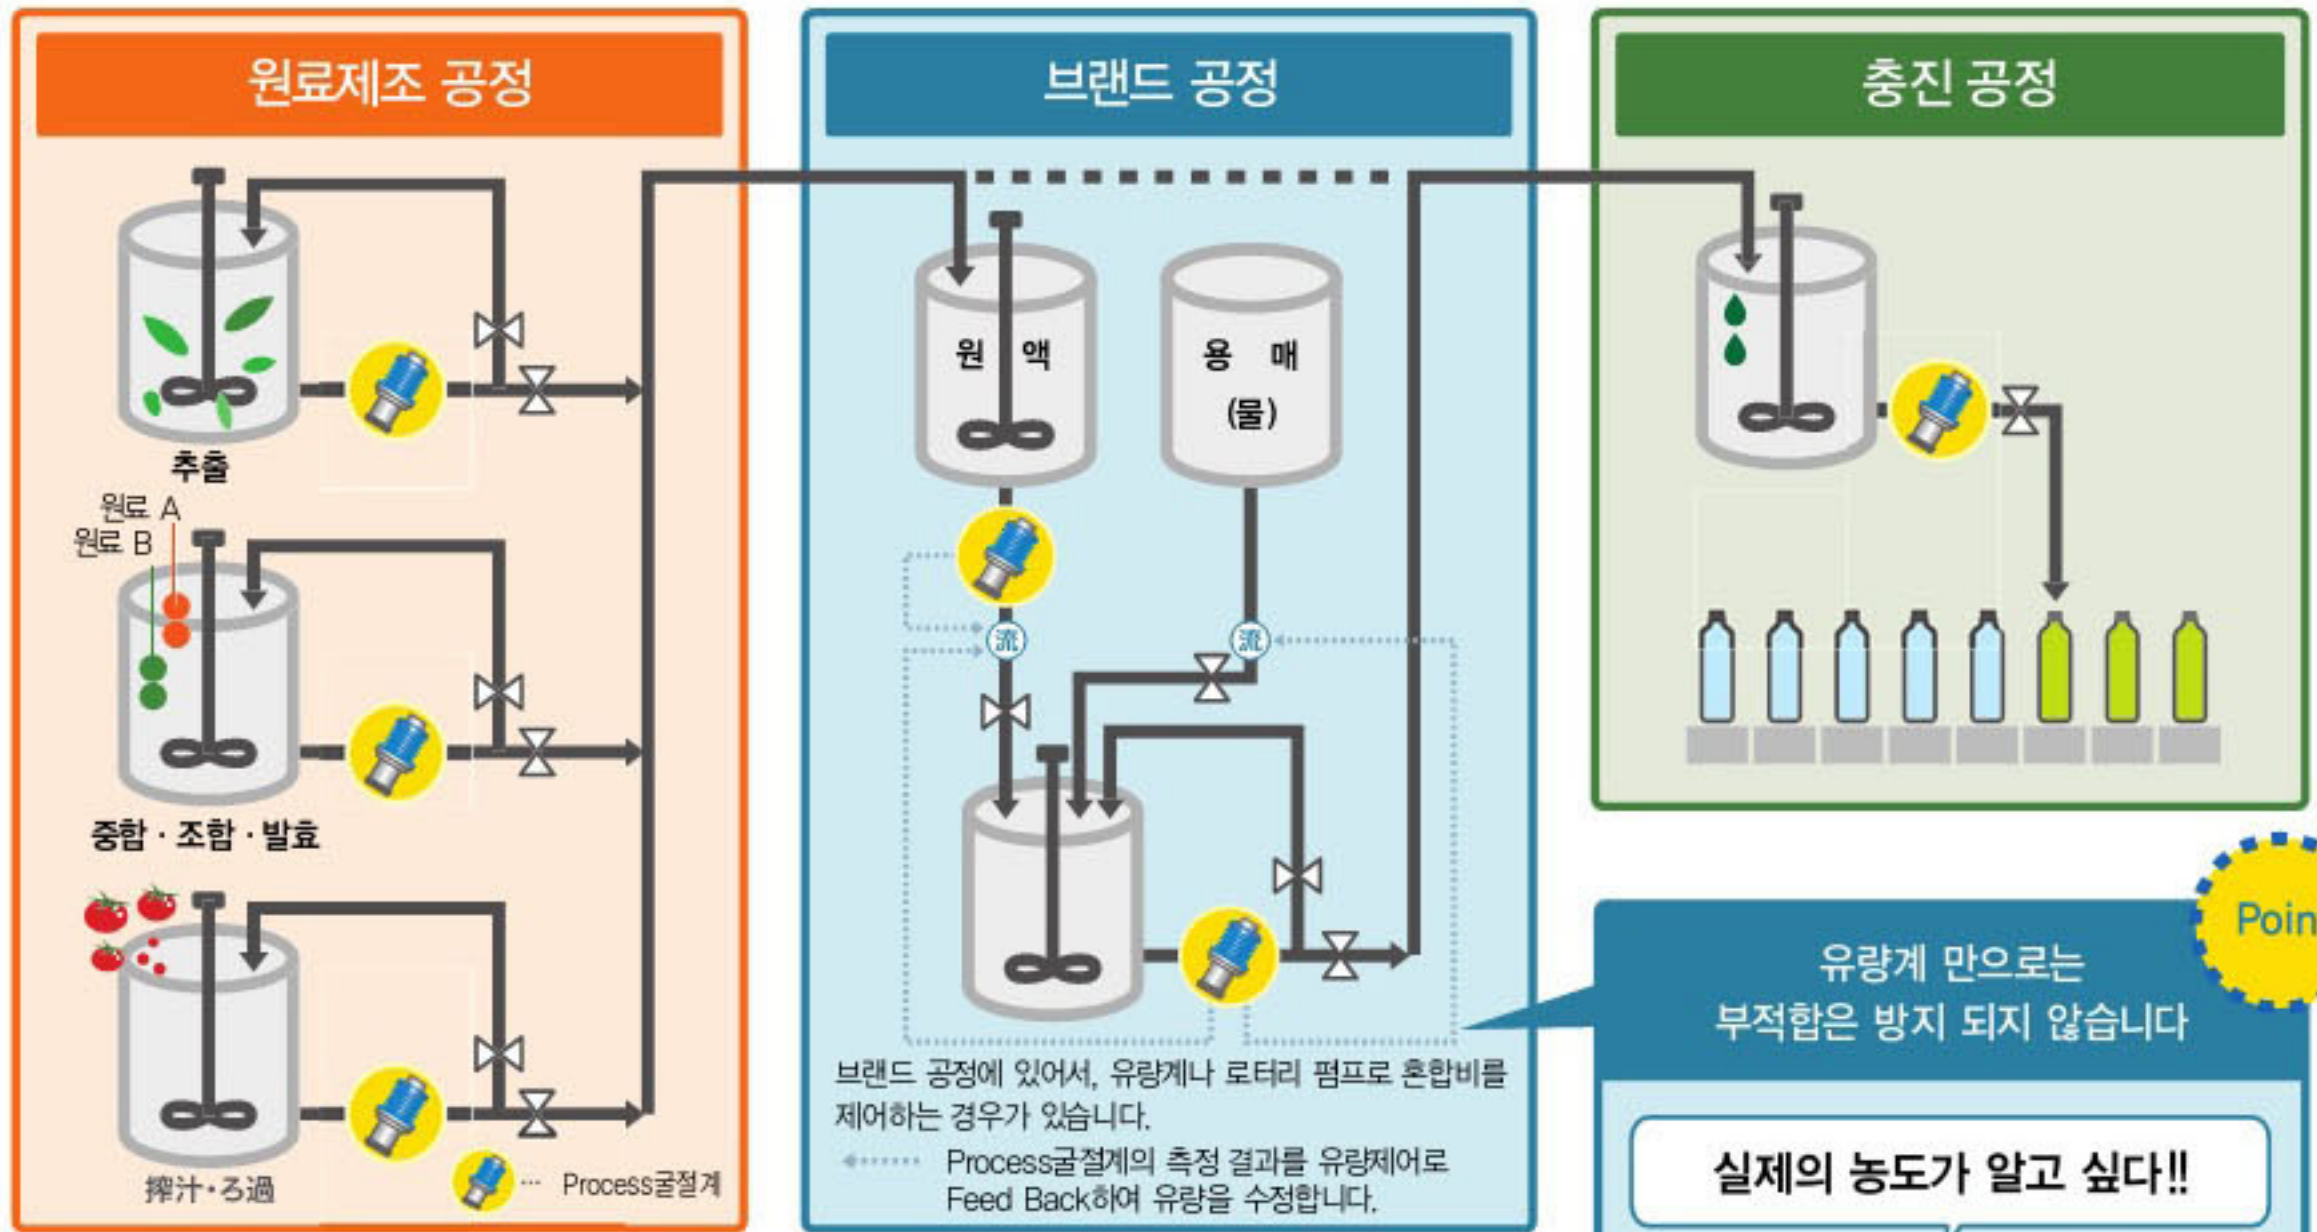 원료제조 공정
추출
원료 A
원료 B
중합 · 조합 · 발효
搾汁・ろ過
··· Process굴절계
브랜드 공정
원 액
용 매
(물)
流
流
브랜드 공정에 있어서, 유량계나 로터리 펌프로 혼합비를
제어하는 경우가 있습니다.
Process굴절계의 측정 결과를 유량제어로
Feed Back하여 유량을 수정합니다.
충진 공정
Poin
유량계 만으로는
부적합은 방지 되지 않습니다
실제의 농도가 알고 싶다!!